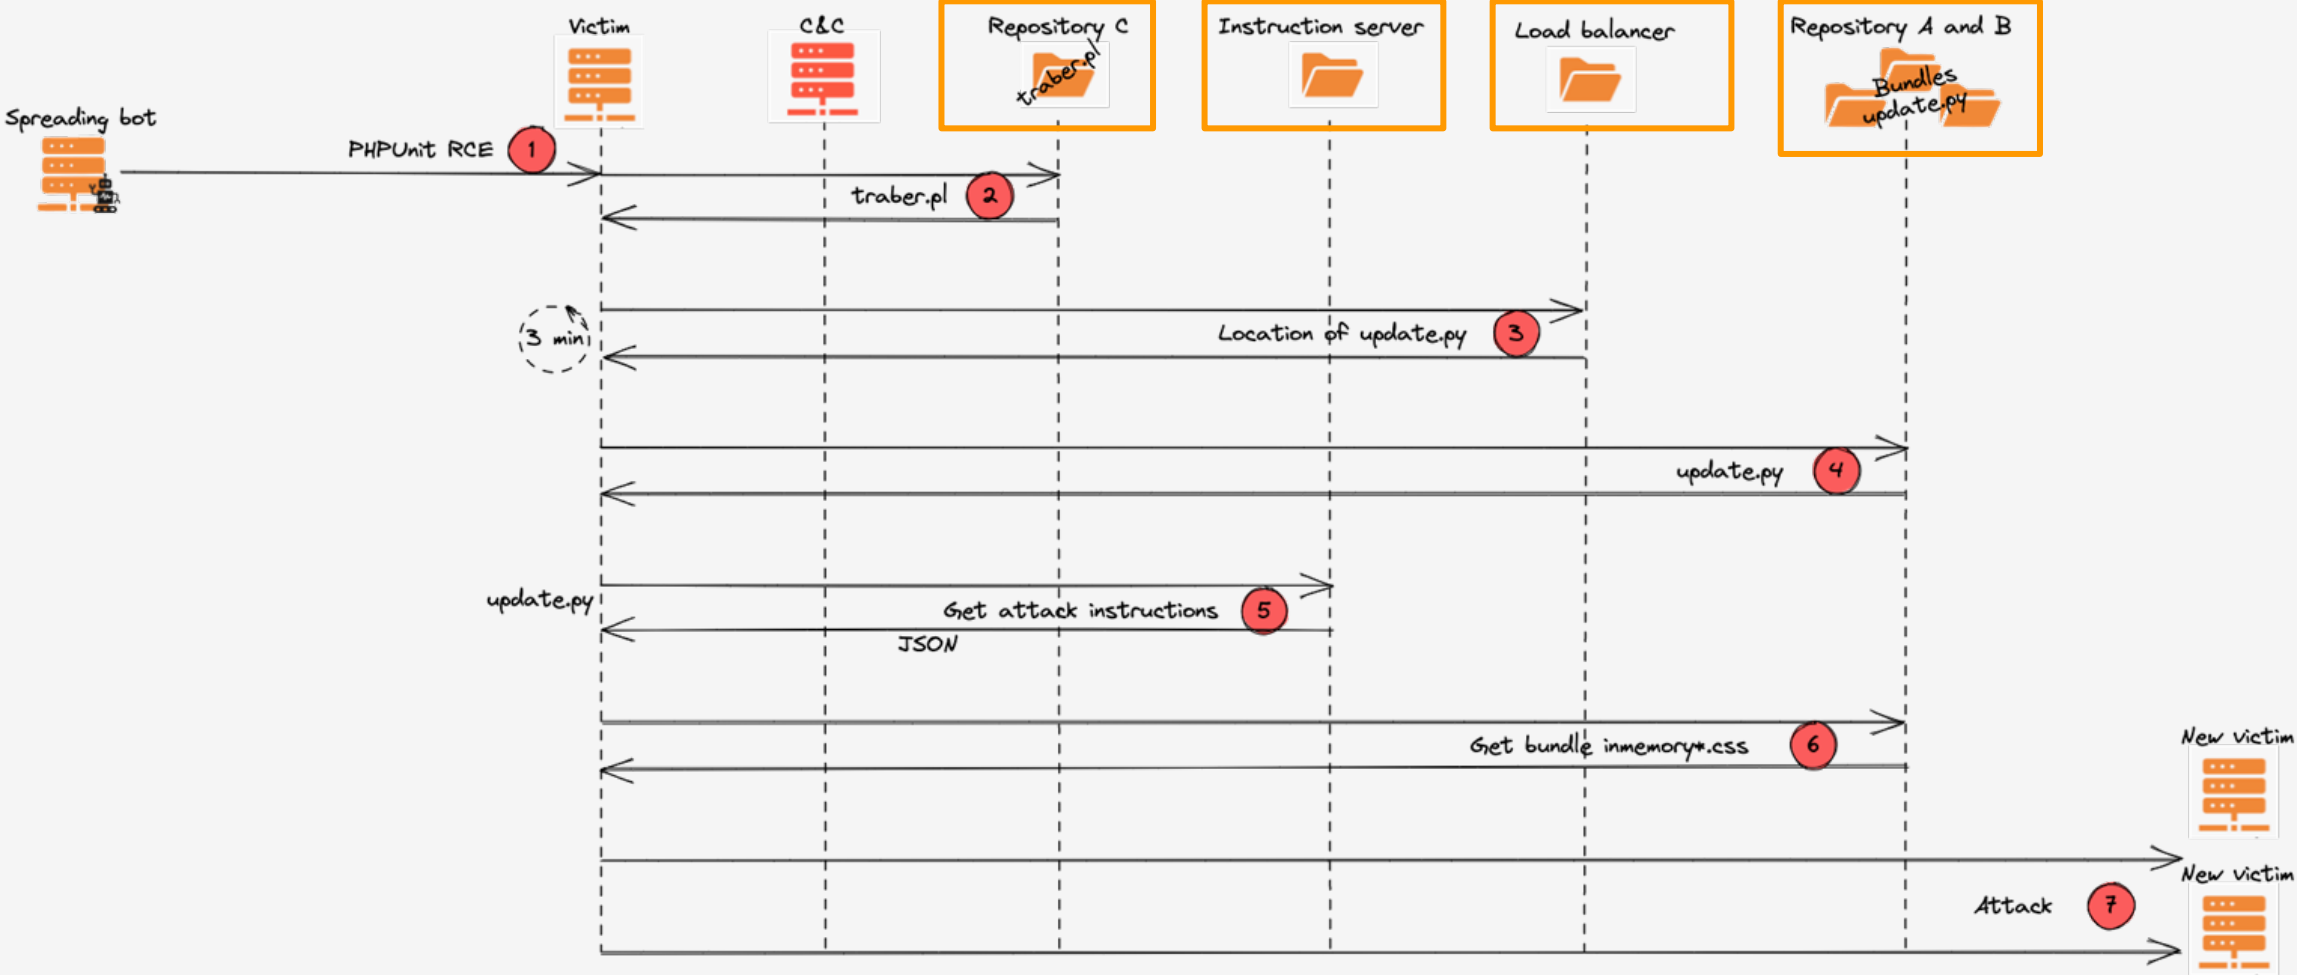 Victim
C&C
Repository C
traber.pl
Instruction server
Load balancer
Repository A and B
Bundles
update.py
Spreading bot
PHPUnit RCE
1
traber.pl
2
3 min
Location of update.py
3
update.py
4
update.py
Get attack instructions
5
JSON
Get bundle inmemory*.css
6
New victim
New victim
Attack
7